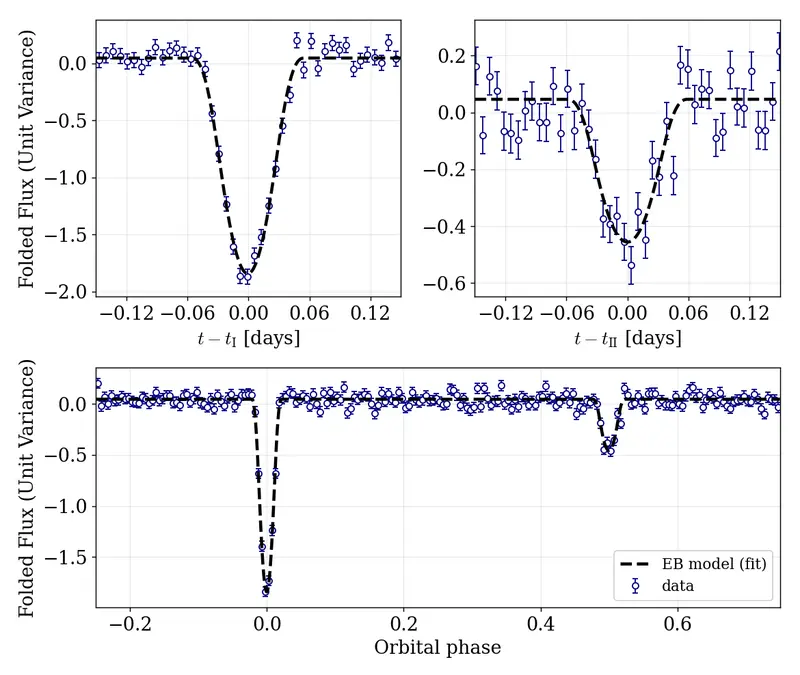 Folded Flux (Unit Variance)
0.0
−0.5
−1.0
−1.5
−2.0
−0.12 −0.06 0.00 0.06 0.12
t − tI [days]
0.2
0.0
−0.2
−0.4
−0.6
−0.12 −0.06 0.00 0.06 0.12
t − tII [days]
Folded Flux (Unit Variance)
0.0
−0.5
−1.0
−1.5
−0.2 0.0 0.2 0.4 0.6
Orbital phase
EB model (fit)
data